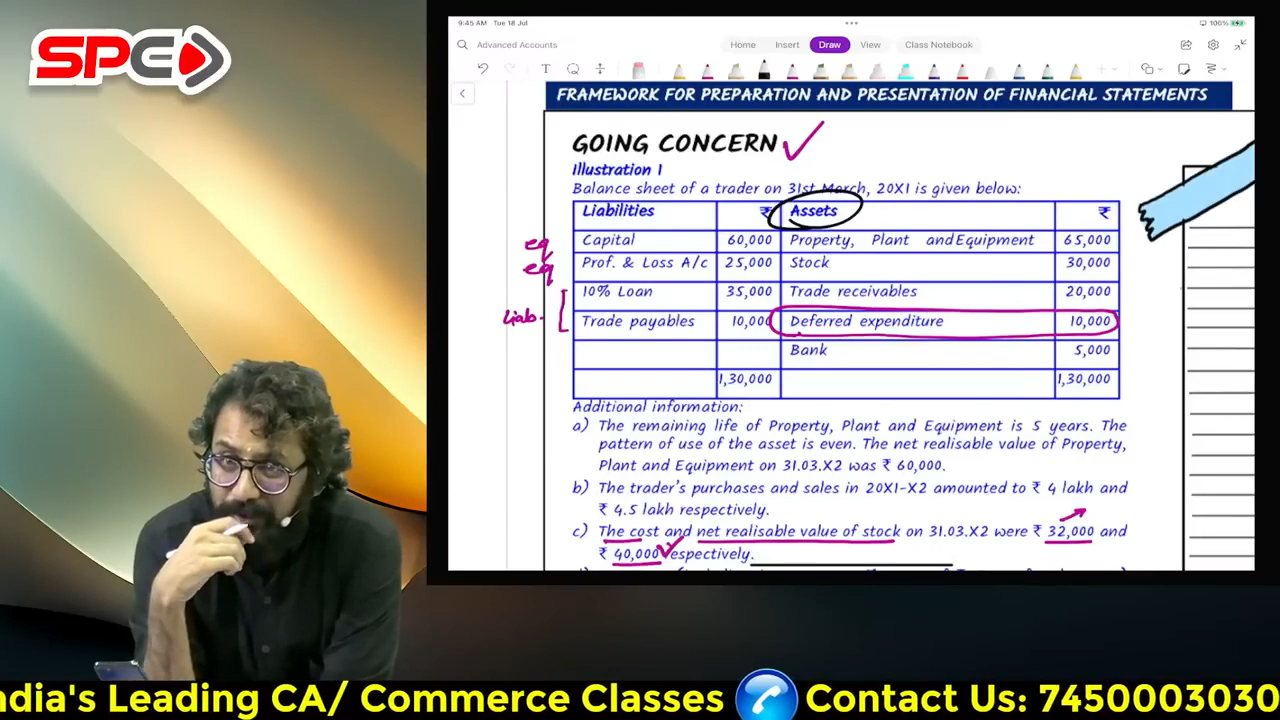 SPE
9:45 AM Tue 18 Jul
100%
Advanced Accounts
Home Insert Draw View Class Notebook
FRAMEWORK FOR PREPARATION AND PRESENTATION OF FINANCIAL STATEMENTS
GOING CONCERN
Illustration 1
Balance sheet of a trader on 31st March, 20X1 is given below:
Liabilities ₹ Assets ₹
eq Capital 60,000 Property, Plant and Equipment 65,000
eq Prof. & Loss A/c 25,000 Stock 30,000
10% Loan 35,000 Trade receivables 20,000
Liab. Trade payables 10,000 Deferred expenditure 10,000
Bank 5,000
1,30,000 1,30,000
Additional information:
a) The remaining life of Property, Plant and Equipment is 5 years. The
pattern of use of the asset is even. The net realisable value of Property,
Plant and Equipment on 31.03.X2 was ₹ 60,000.
b) The trader's purchases and sales in 20X1-X2 amounted to ₹ 4 lakh and
₹ 4.5 lakh respectively.
c) The cost and net realisable value of stock on 31.03.X2 were ₹ 32,000 and
₹ 40,000 respectively.
ndia's Leading CA/ Commerce Classes Contact Us: 7450003030